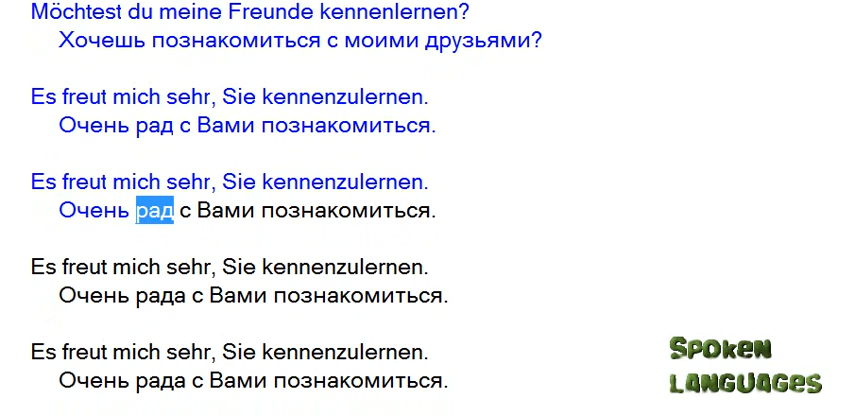 Möchtest du meine Freunde kennenlernen?
Хочешь познакомиться с моими друзьями?
Es freut mich sehr, Sie kennenzulernen.
Очень рад с Вами познакомиться.
Es freut mich sehr, Sie kennenzulernen.
Очень рад с Вами познакомиться.
Es freut mich sehr, Sie kennenzulernen.
Очень рада с Вами познакомиться.
Es freut mich sehr, Sie kennenzulernen.
Очень рада с Вами познакомиться.
Spoken
Languages